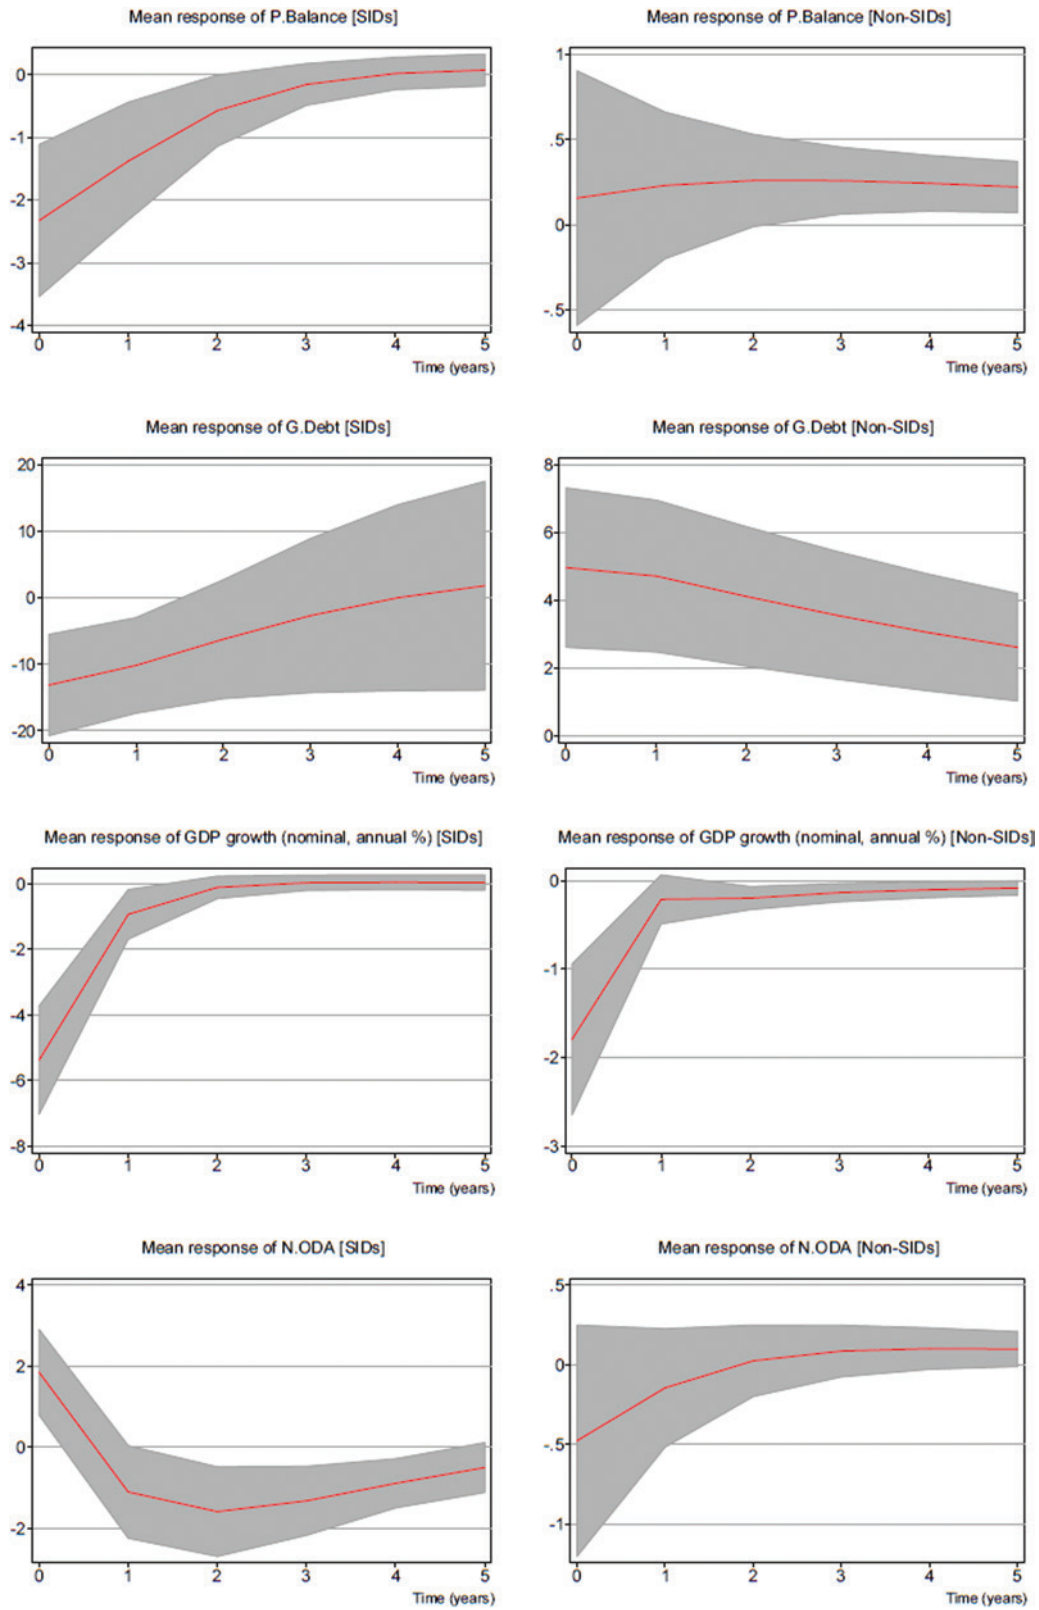 Mean response of P.Balance [SIDs]
0
-1
-2
-3
-4
0 1 2 3 4 5
Time (years)
Mean response of P.Balance [Non-SIDs]
1
.5
0
-.5
0 1 2 3 4 5
Time (years)
Mean response of G.Debt [SIDs]
20
10
0
-10
-20
0 1 2 3 4 5
Time (years)
Mean response of G.Debt [Non-SIDs]
8
6
4
2
0
0 1 2 3 4 5
Time (years)
Mean response of GDP growth (nominal, annual %) [SIDs]
0
-2
-4
-6
-8
0 1 2 3 4 5
Time (years)
Mean response of GDP growth (nominal, annual %) [Non-SIDs]
0
-1
-2
-3
0 1 2 3 4 5
Time (years)
Mean response of N.ODA [SIDs]
4
2
0
-2
0 1 2 3 4 5
Time (years)
Mean response of N.ODA [Non-SIDs]
.5
0
-.5
-1
0 1 2 3 4 5
Time (years)